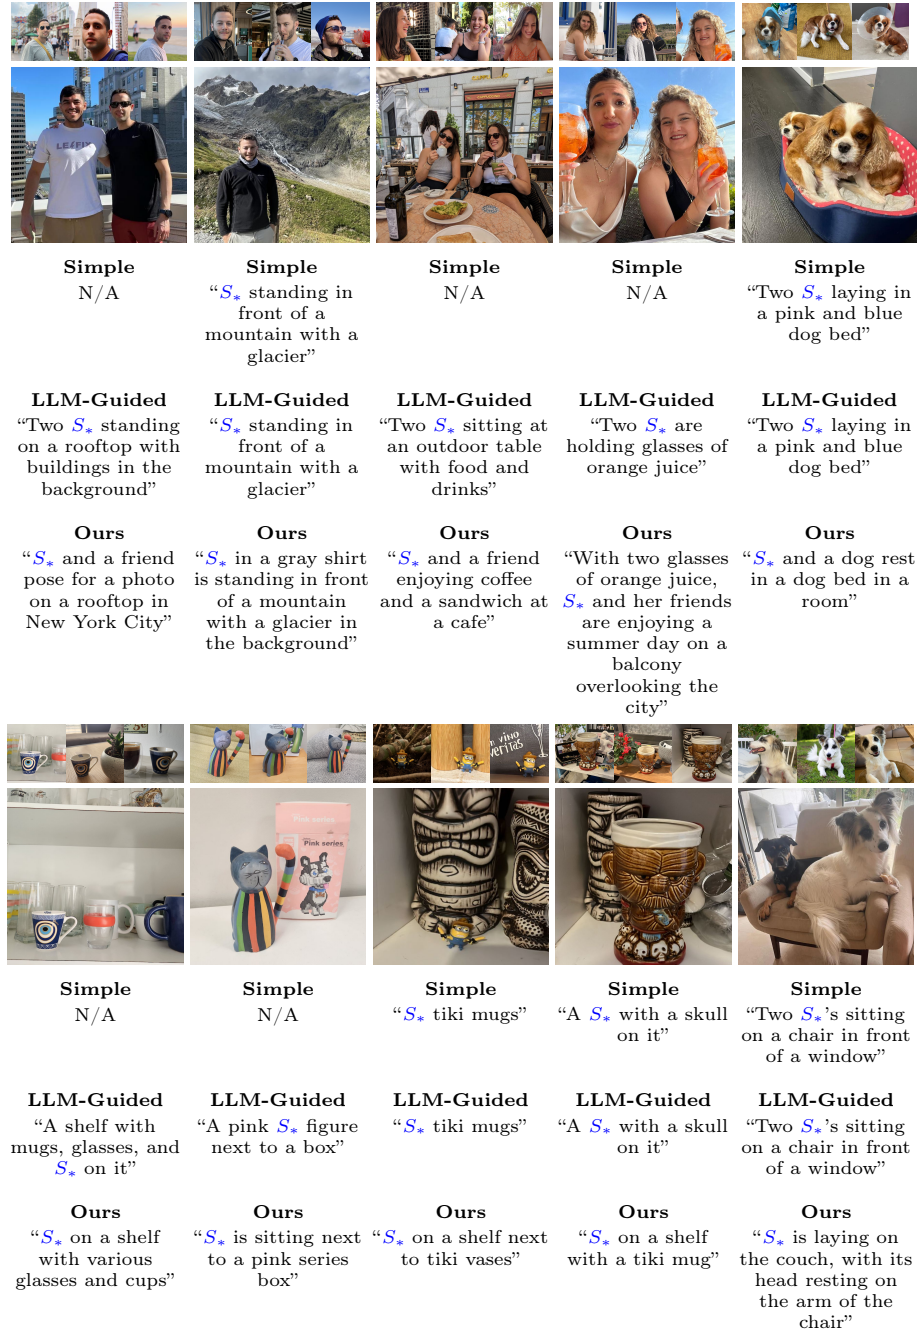 LEIFIX
Simple
N/A
Simple
“S* standing in
front of a
mountain with a
glacier”
Simple
N/A
Simple
N/A
Simple
“Two S* laying in
a pink and blue
dog bed”
LLM-Guided
“Two S* standing
on a rooftop with
buildings in the
background”
LLM-Guided
“S* standing in
front of a
mountain with a
glacier”
LLM-Guided
“Two S* sitting at
an outdoor table
with food and
drinks”
LLM-Guided
“Two S* are
holding glasses of
orange juice”
LLM-Guided
“Two S* laying in
a pink and blue
dog bed”
Ours
“S* and a friend
pose for a photo
on a rooftop in
New York City”
Ours
“S* in a gray shirt
is standing in front
of a mountain
with a glacier in
the background”
Ours
“S* and a friend
enjoying coffee
and a sandwich at
a cafe”
Ours
“With two glasses
of orange juice,
S* and her friends
are enjoying a
summer day on a
balcony
overlooking the
city”
Ours
“S* and a dog rest
in a dog bed in a
room”
vino
veritas
Pink series
Pink series
Simple
N/A
Simple
N/A
Simple
“S* tiki mugs”
Simple
“A S* with a skull
on it”
Simple
“Two S*'s sitting
on a chair in front
of a window”
LLM-Guided
“A shelf with
mugs, glasses, and
S* on it”
LLM-Guided
“A pink S* figure
next to a box”
LLM-Guided
“S* tiki mugs”
LLM-Guided
“A S* with a skull
on it”
LLM-Guided
“Two S*'s sitting
on a chair in front
of a window”
Ours
“S* on a shelf
with various
glasses and cups”
Ours
“S* is sitting next
to a pink series
box”
Ours
“S* on a shelf next
to tiki vases”
Ours
“S* on a shelf
with a tiki mug”
Ours
“S* is laying on
the couch, with its
head resting on
the arm of the
chair”